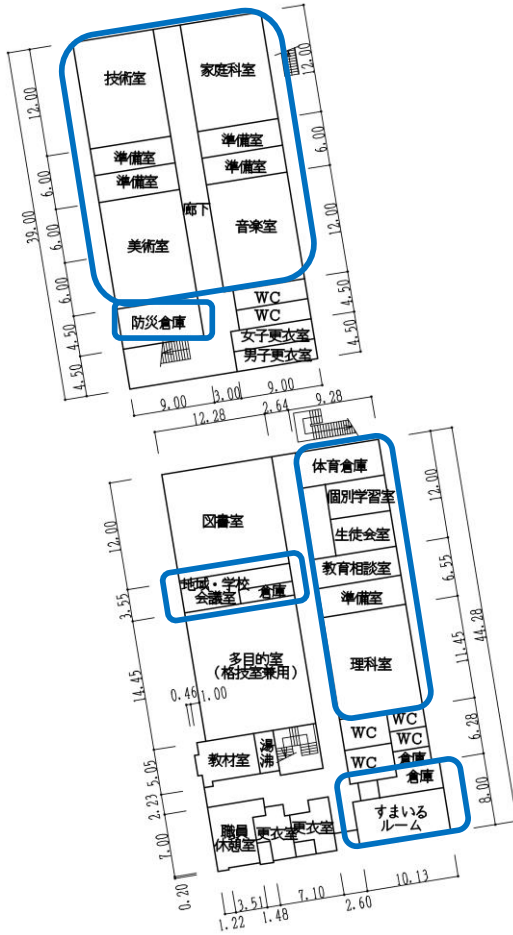 技術室
家庭科室
12.00
12.00
準備室
準備室
準備室
準備室
6.00
6.00
39.00
廊下
美術室
音楽室
6.00
12.00
6.00
防災倉庫
WC
WC
女子更衣室
男子更衣室
4.50
4.50
4.50
4.50
9.00
3.00
9.00
12.28
2.64
9.28
体育倉庫
図書室
個別学習室
生徒会室
12.00
12.00
地域・学校
会議室
倉庫
教育相談室
準備室
3.55
6.55
44.28
多目的室
(格技室兼用)
理科室
14.45
11.45
0.46
1.00
WC
WC
WC
WC
倉庫
倉庫
6.28
教材室
湯沸
5.05
2.23
職員
休憩室
更衣室
更衣室
すまいる
ルーム
8.00
7.00
0.20
1.22
3.51
1.48
7.10
2.60
10.13